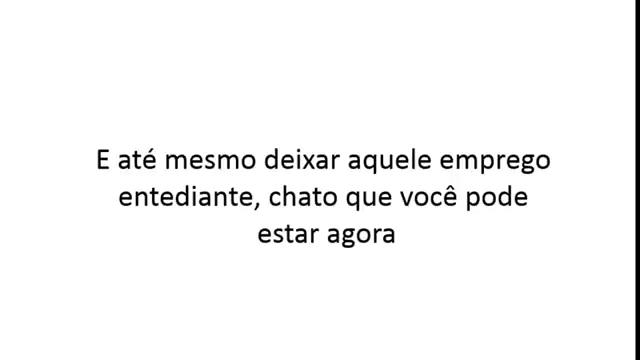 E até mesmo deixar aquele emprego
entediante, chato que você pode
estar agora